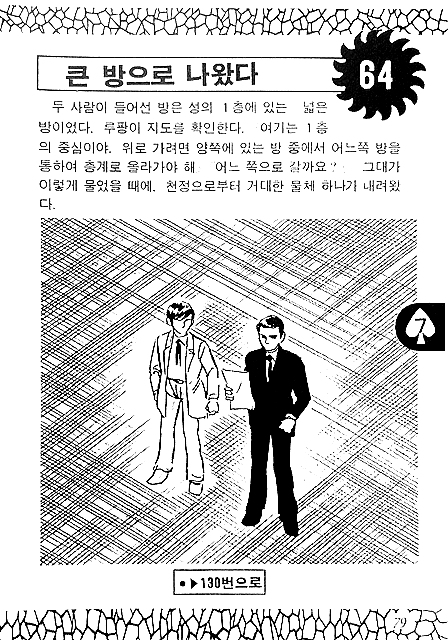 큰 방으로 나왔다
64
두 사람이 들어선 방은 성의 1층에 있는 넓은
방이었다. 루팡이 지도를 확인한다. 여기는 1층
의 중심이야. 위로 가려면 양쪽에 있는 방 중에서 어느쪽 방을
통하여 층계로 올라가야 해. 어느 쪽으로 갈까요? 그대가
이렇게 물었을 때에, 천정으로부터 거대한 물체 하나가 내려왔
다.
7
●▶130번으로
79